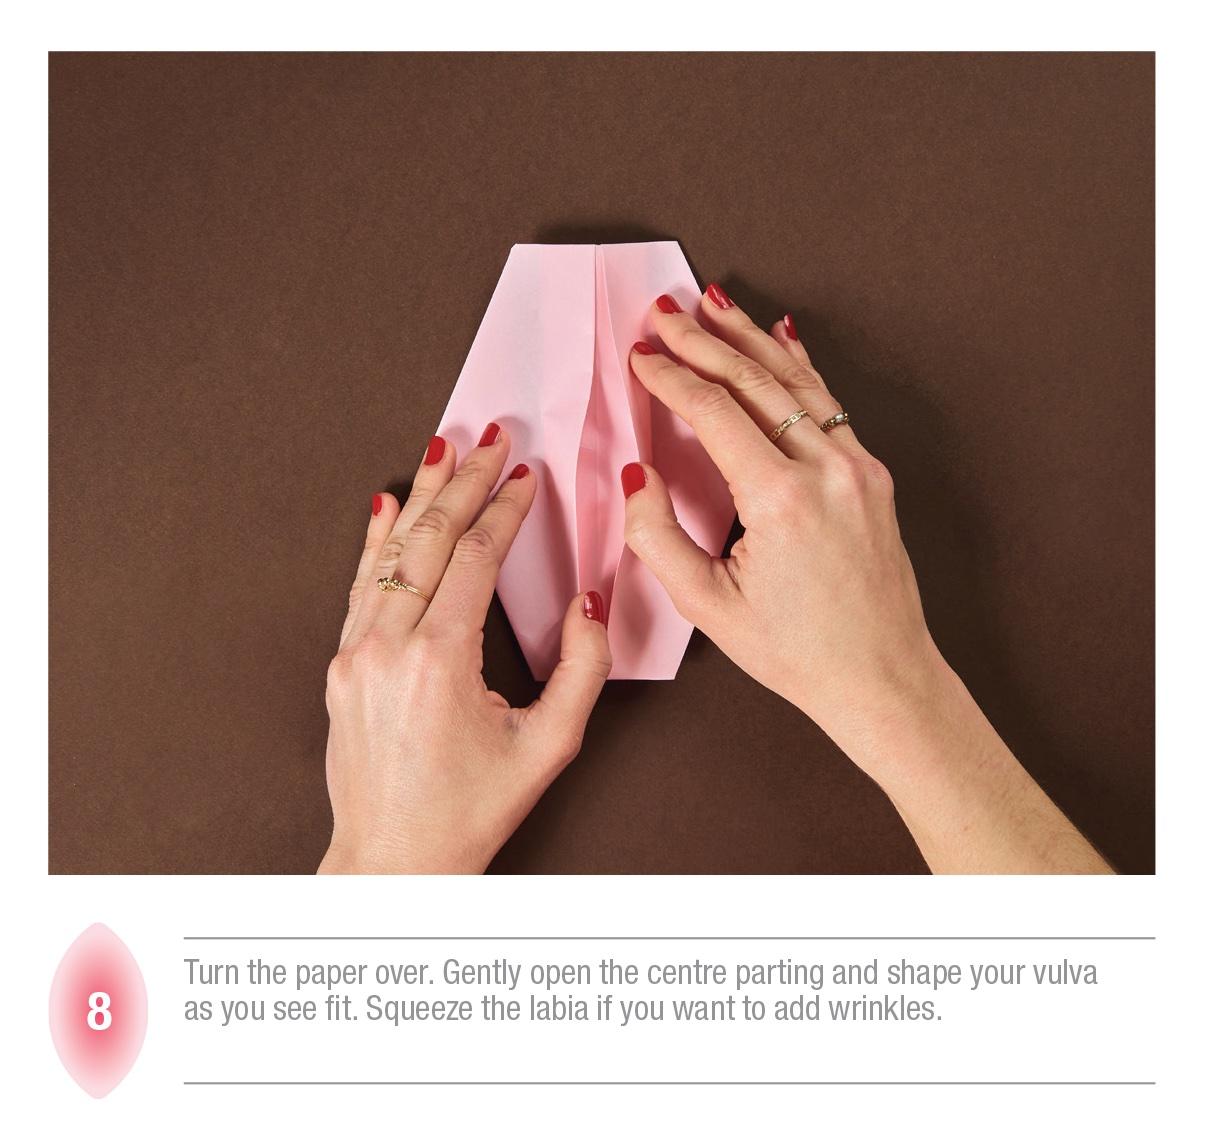 8
Turn the paper over. Gently open the centre parting and shape your vulva
as you see fit. Squeeze the labia if you want to add wrinkles.